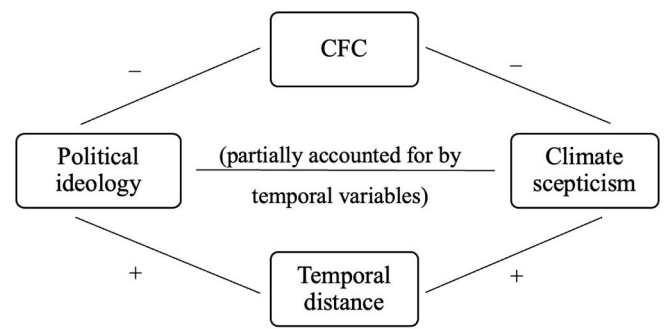 CFC
−
−
Political
ideology
(partially accounted for by
temporal variables)
Climate
scepticism
+
+
Temporal
distance